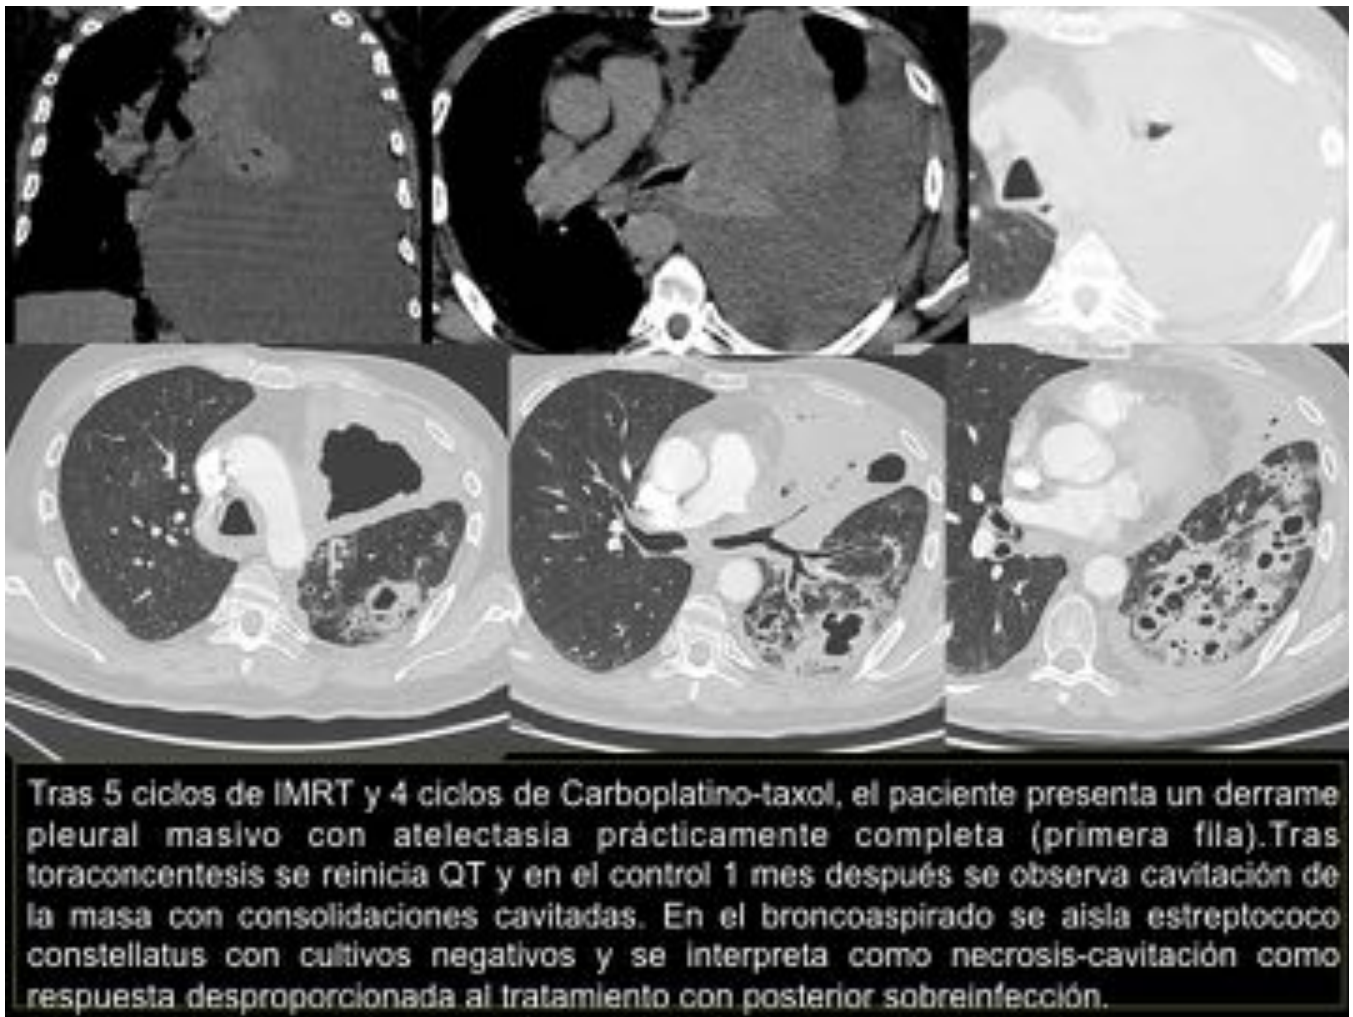 Tras 5 ciclos de IMRT y 4 ciclos de Carboplatino-taxol, el paciente presenta un derrame
pleural masivo con atelectasia prácticamente completa (primera fila).Tras
toraconcentesis se reinicia QT y en el control 1 mes después se observa cavitación de
la masa con consolidaciones cavitadas. En el broncoaspirado se aisla estreptococo
constellatus con cultivos negativos y se interpreta como necrosis-cavitación como
respuesta desproporcionada al tratamiento con posterior sobreinfección.